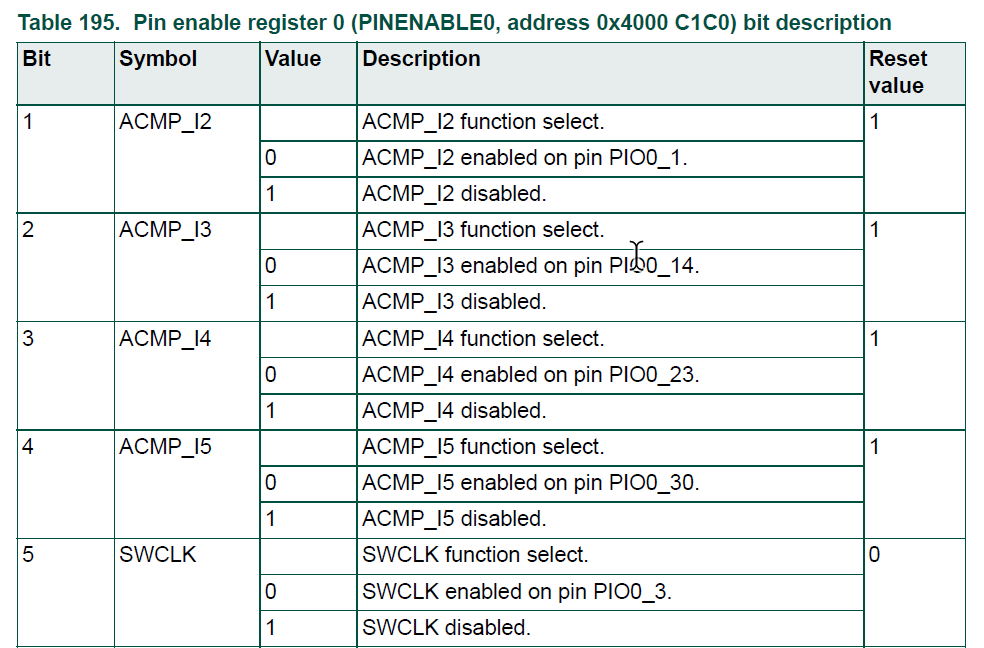 Table 195. Pin enable register 0 (PINENABLE0, address 0x4000 C1C0) bit description
Bit Symbol Value Description Reset value
1 ACMP_I2 ACMP_I2 function select. 1
0 ACMP_I2 enabled on pin PIO0_1.
1 ACMP_I2 disabled.
2 ACMP_I3 ACMP_I3 function select. 1
0 ACMP_I3 enabled on pin PIO0_14.
1 ACMP_I3 disabled.
3 ACMP_I4 ACMP_I4 function select. 1
0 ACMP_I4 enabled on pin PIO0_23.
1 ACMP_I4 disabled.
4 ACMP_I5 ACMP_I5 function select. 1
0 ACMP_I5 enabled on pin PIO0_30.
1 ACMP_I5 disabled.
5 SWCLK SWCLK function select. 0
0 SWCLK enabled on pin PIO0_3.
1 SWCLK disabled.